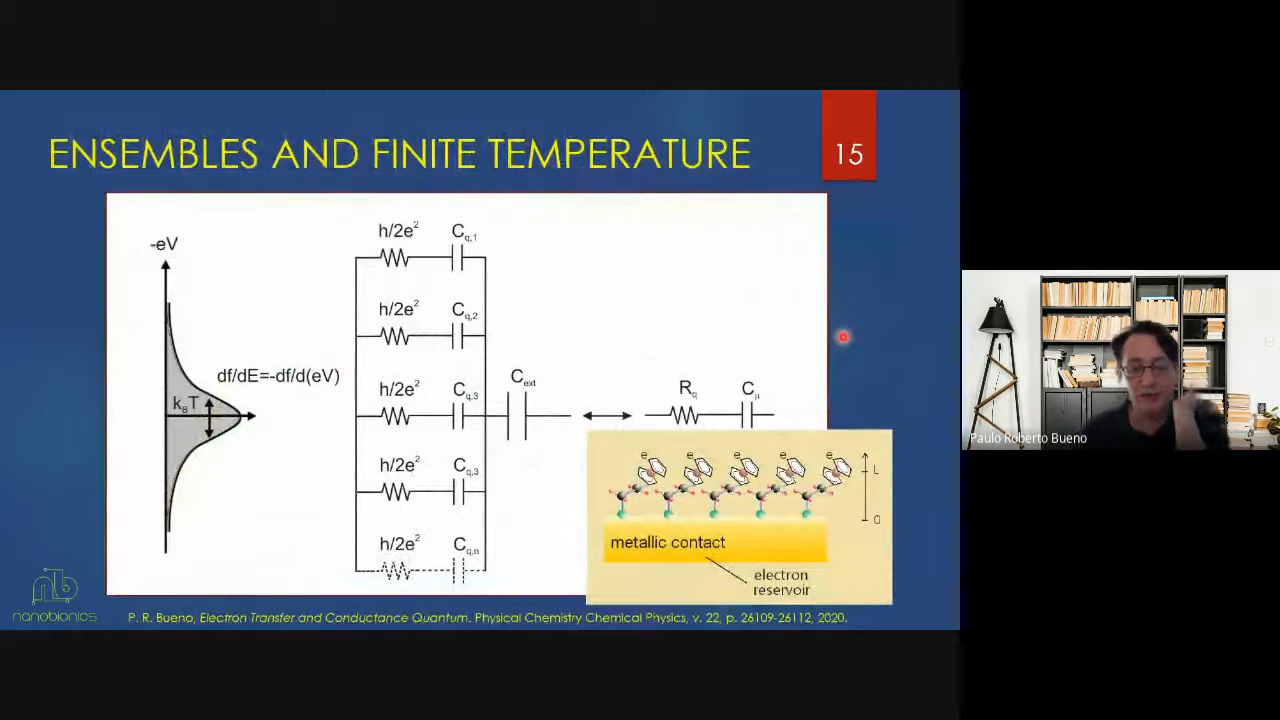 ENSEMBLES AND FINITE TEMPERATURE
15
-eV
df/dE=-df/d(eV)
k_BT
h/2e² C_q,1
h/2e² C_q,2
h/2e² C_q,3
h/2e² C_q,3
h/2e² C_q,n
C_ext
R_q C_μ
e e e e e
L
0
metallic contact
electron
reservoir
nanobionics
P. R. Bueno, Electron Transfer and Conductance Quantum. Physical Chemistry Chemical Physics, v. 22, p. 26109-26112, 2020.
Paulo Roberto Bueno